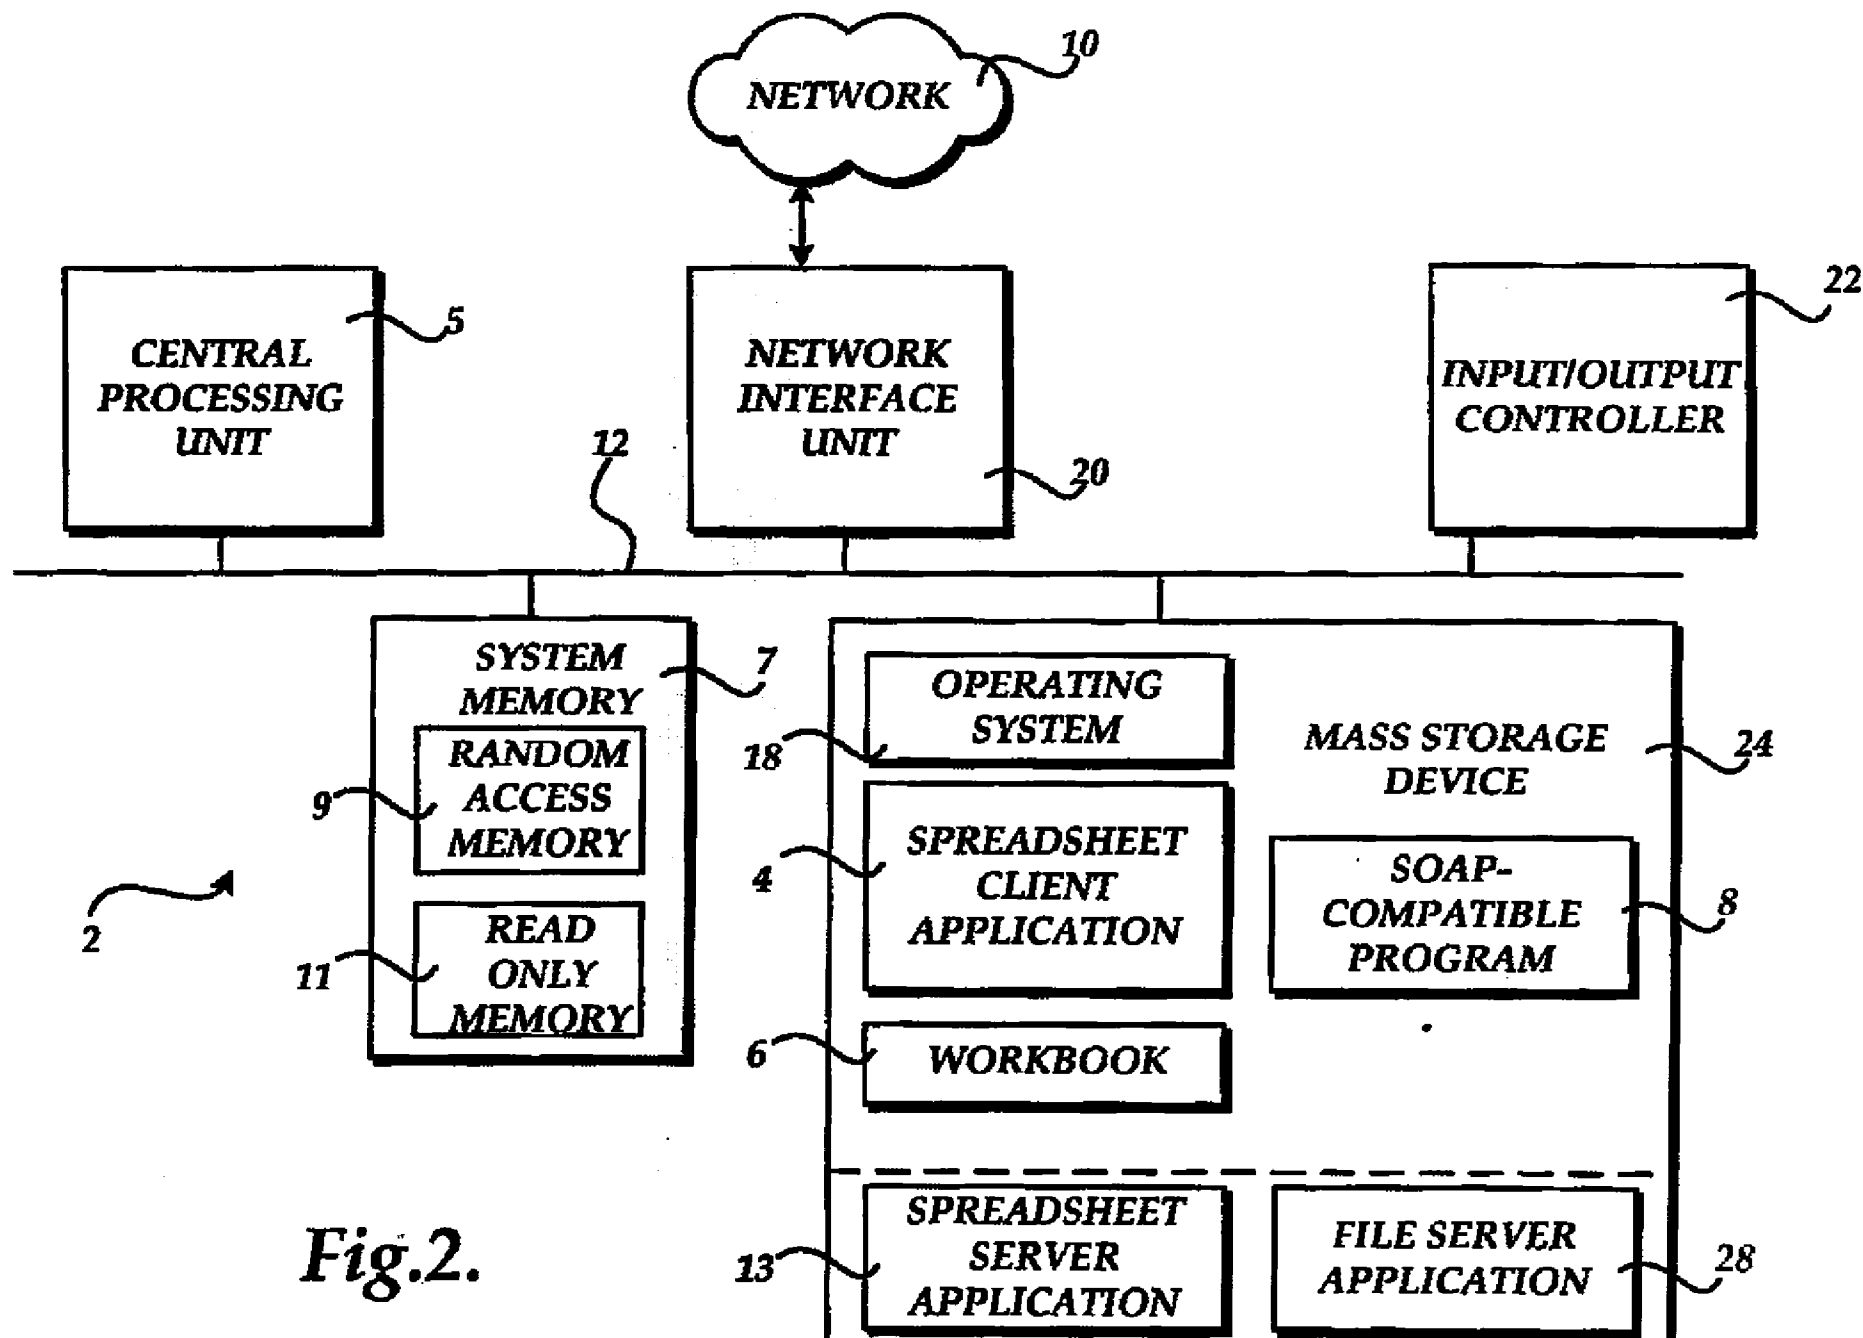 10
NETWORK
5
CENTRAL
PROCESSING
UNIT
NETWORK
INTERFACE
UNIT
20
22
INPUT/OUTPUT
CONTROLLER
12
SYSTEM
MEMORY
7
RANDOM
ACCESS
MEMORY
9
READ
ONLY
MEMORY
11
2
OPERATING
SYSTEM
18
MASS STORAGE
DEVICE
24
SPREADSHEET
CLIENT
APPLICATION
4
SOAP-
COMPATIBLE
PROGRAM
8
WORKBOOK
6
SPREADSHEET
SERVER
APPLICATION
13
FILE SERVER
APPLICATION
28
Fig.2.